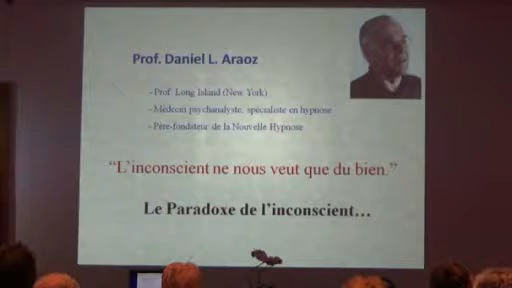 Prof. Daniel L. Araoz
-Prof Long Island (New York)
-Médecin psychanalyste, spécialiste en hypnose
-Père-fondateur de la Nouvelle Hypnose
“L’inconscient ne nous veut que du bien.”
Le Paradoxe de l’inconscient…